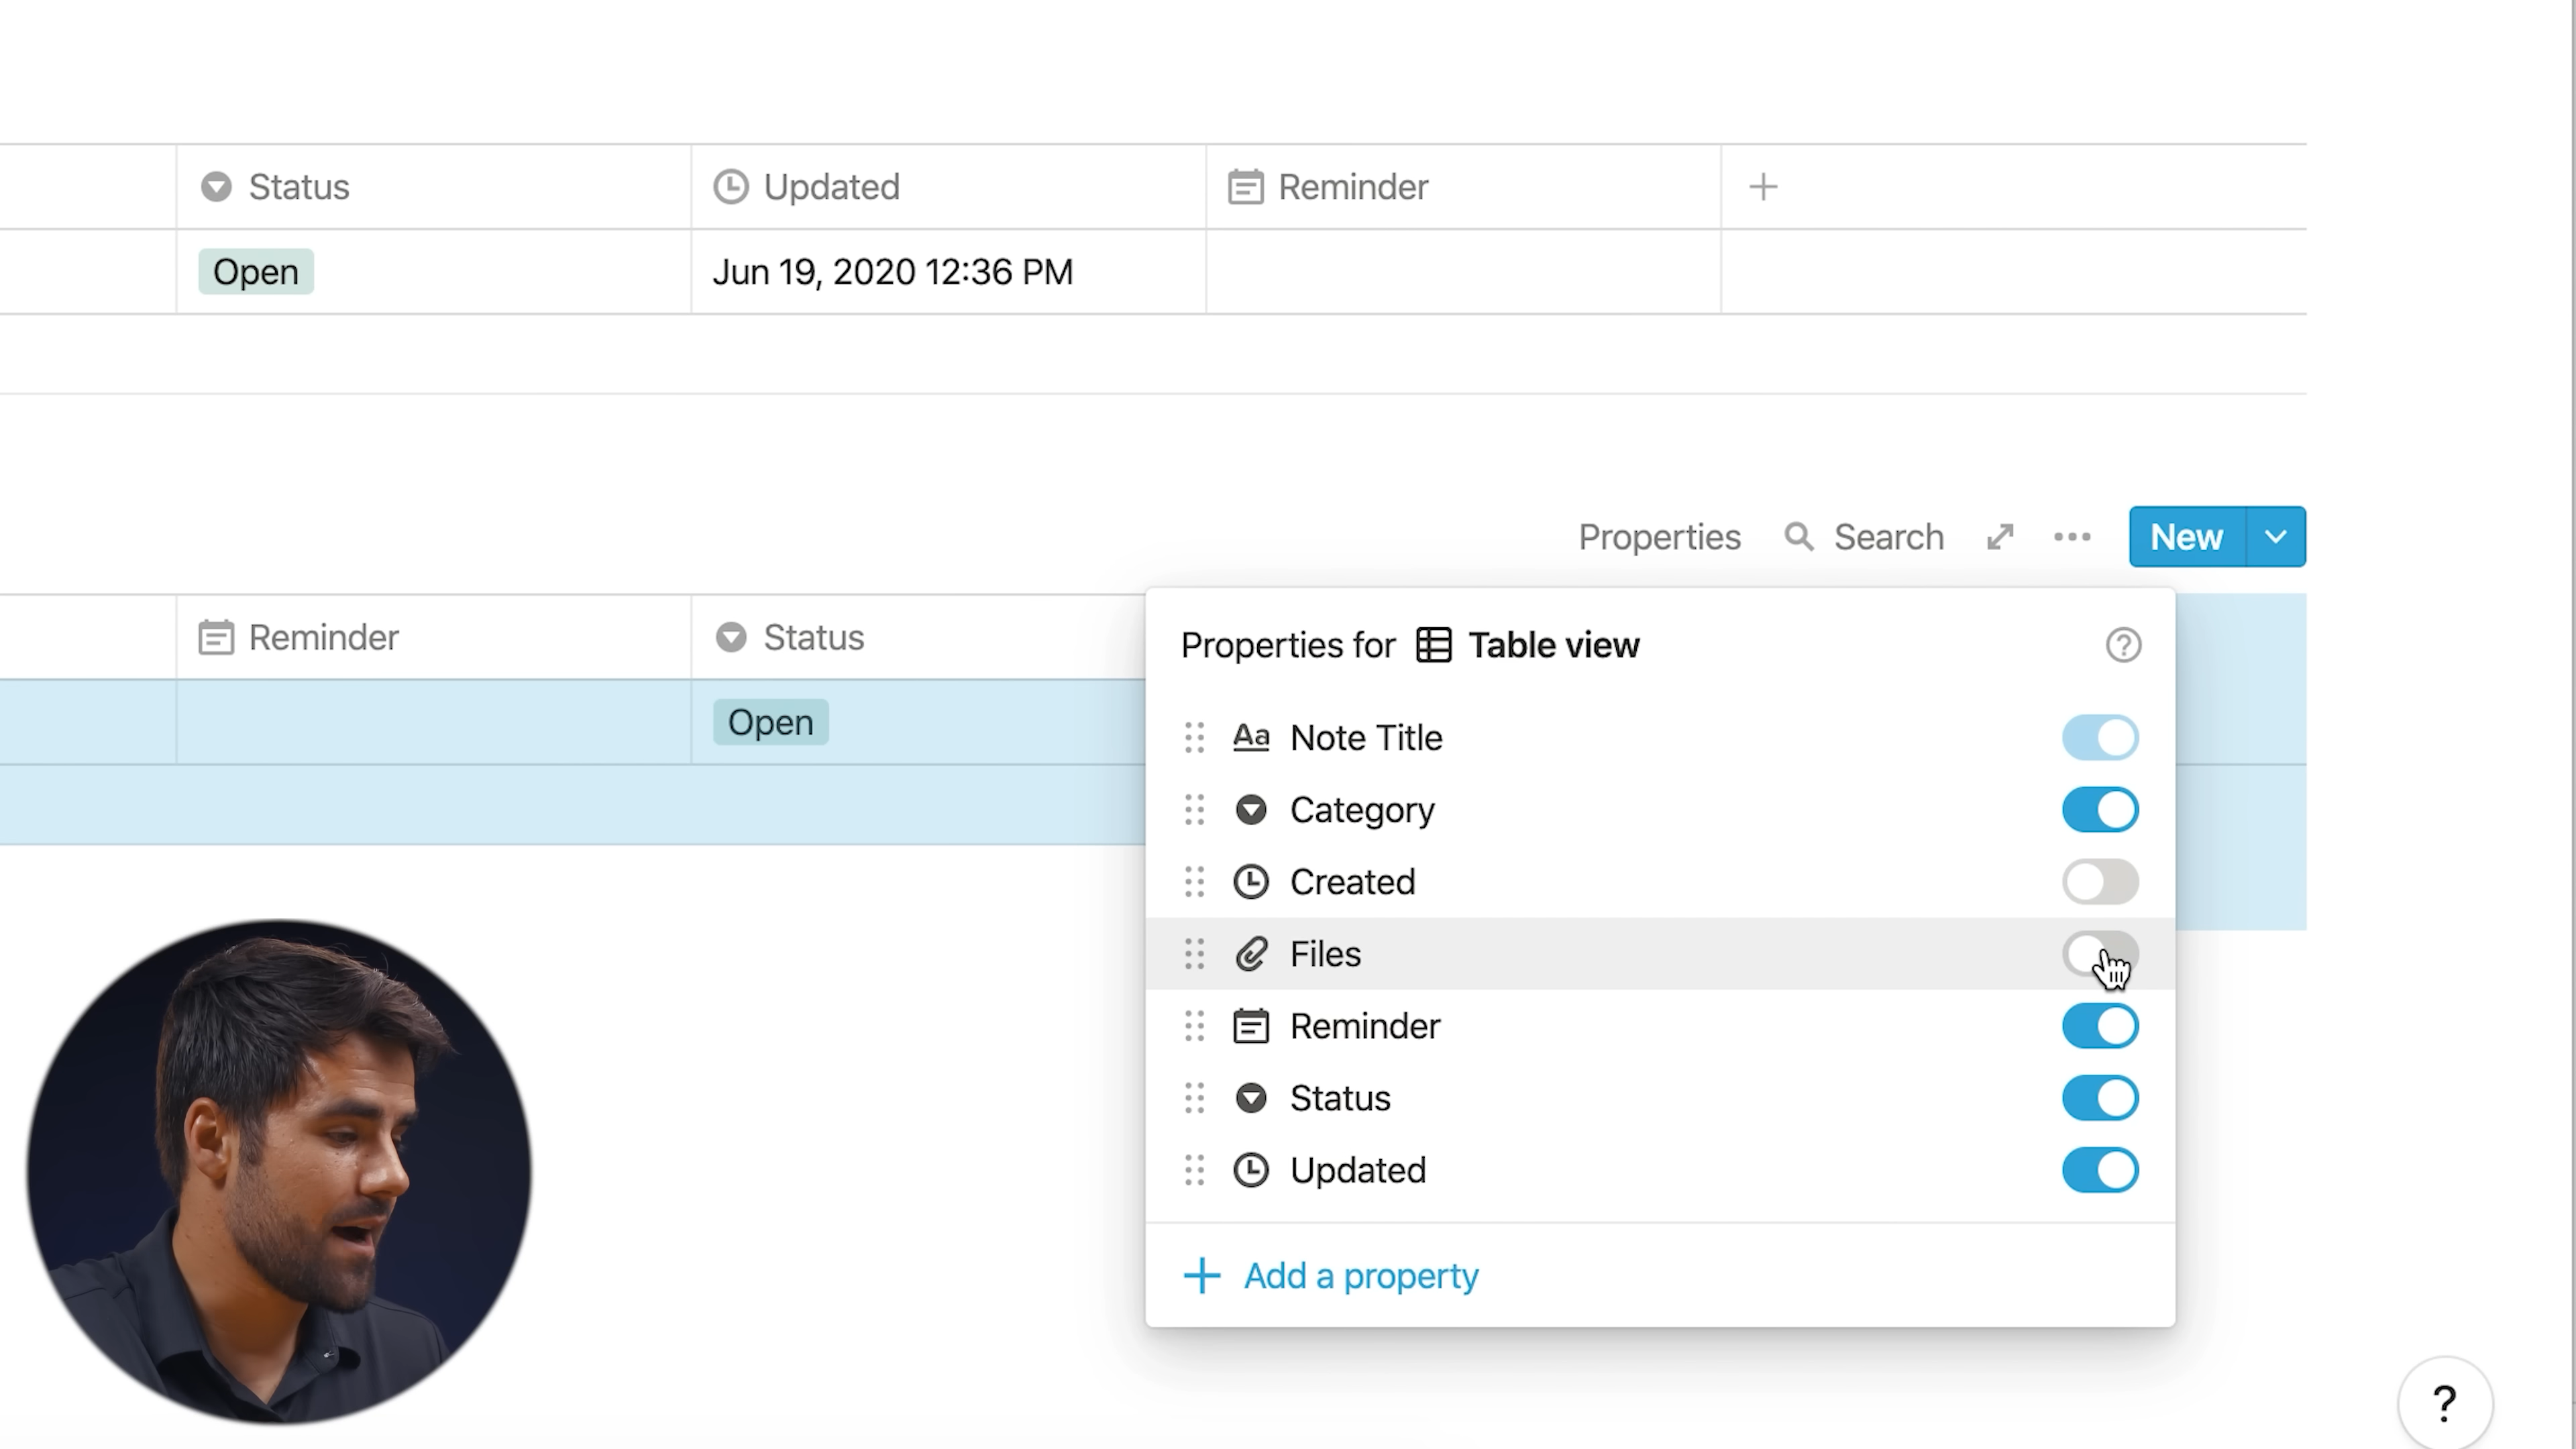 Status Updated Reminder
Open Jun 19, 2020 12:36 PM
Properties Search New
Reminder Status
Open
Properties for Table view
Aa Note Title
Category
Created
Files
Reminder
Status
Updated
Add a property
?